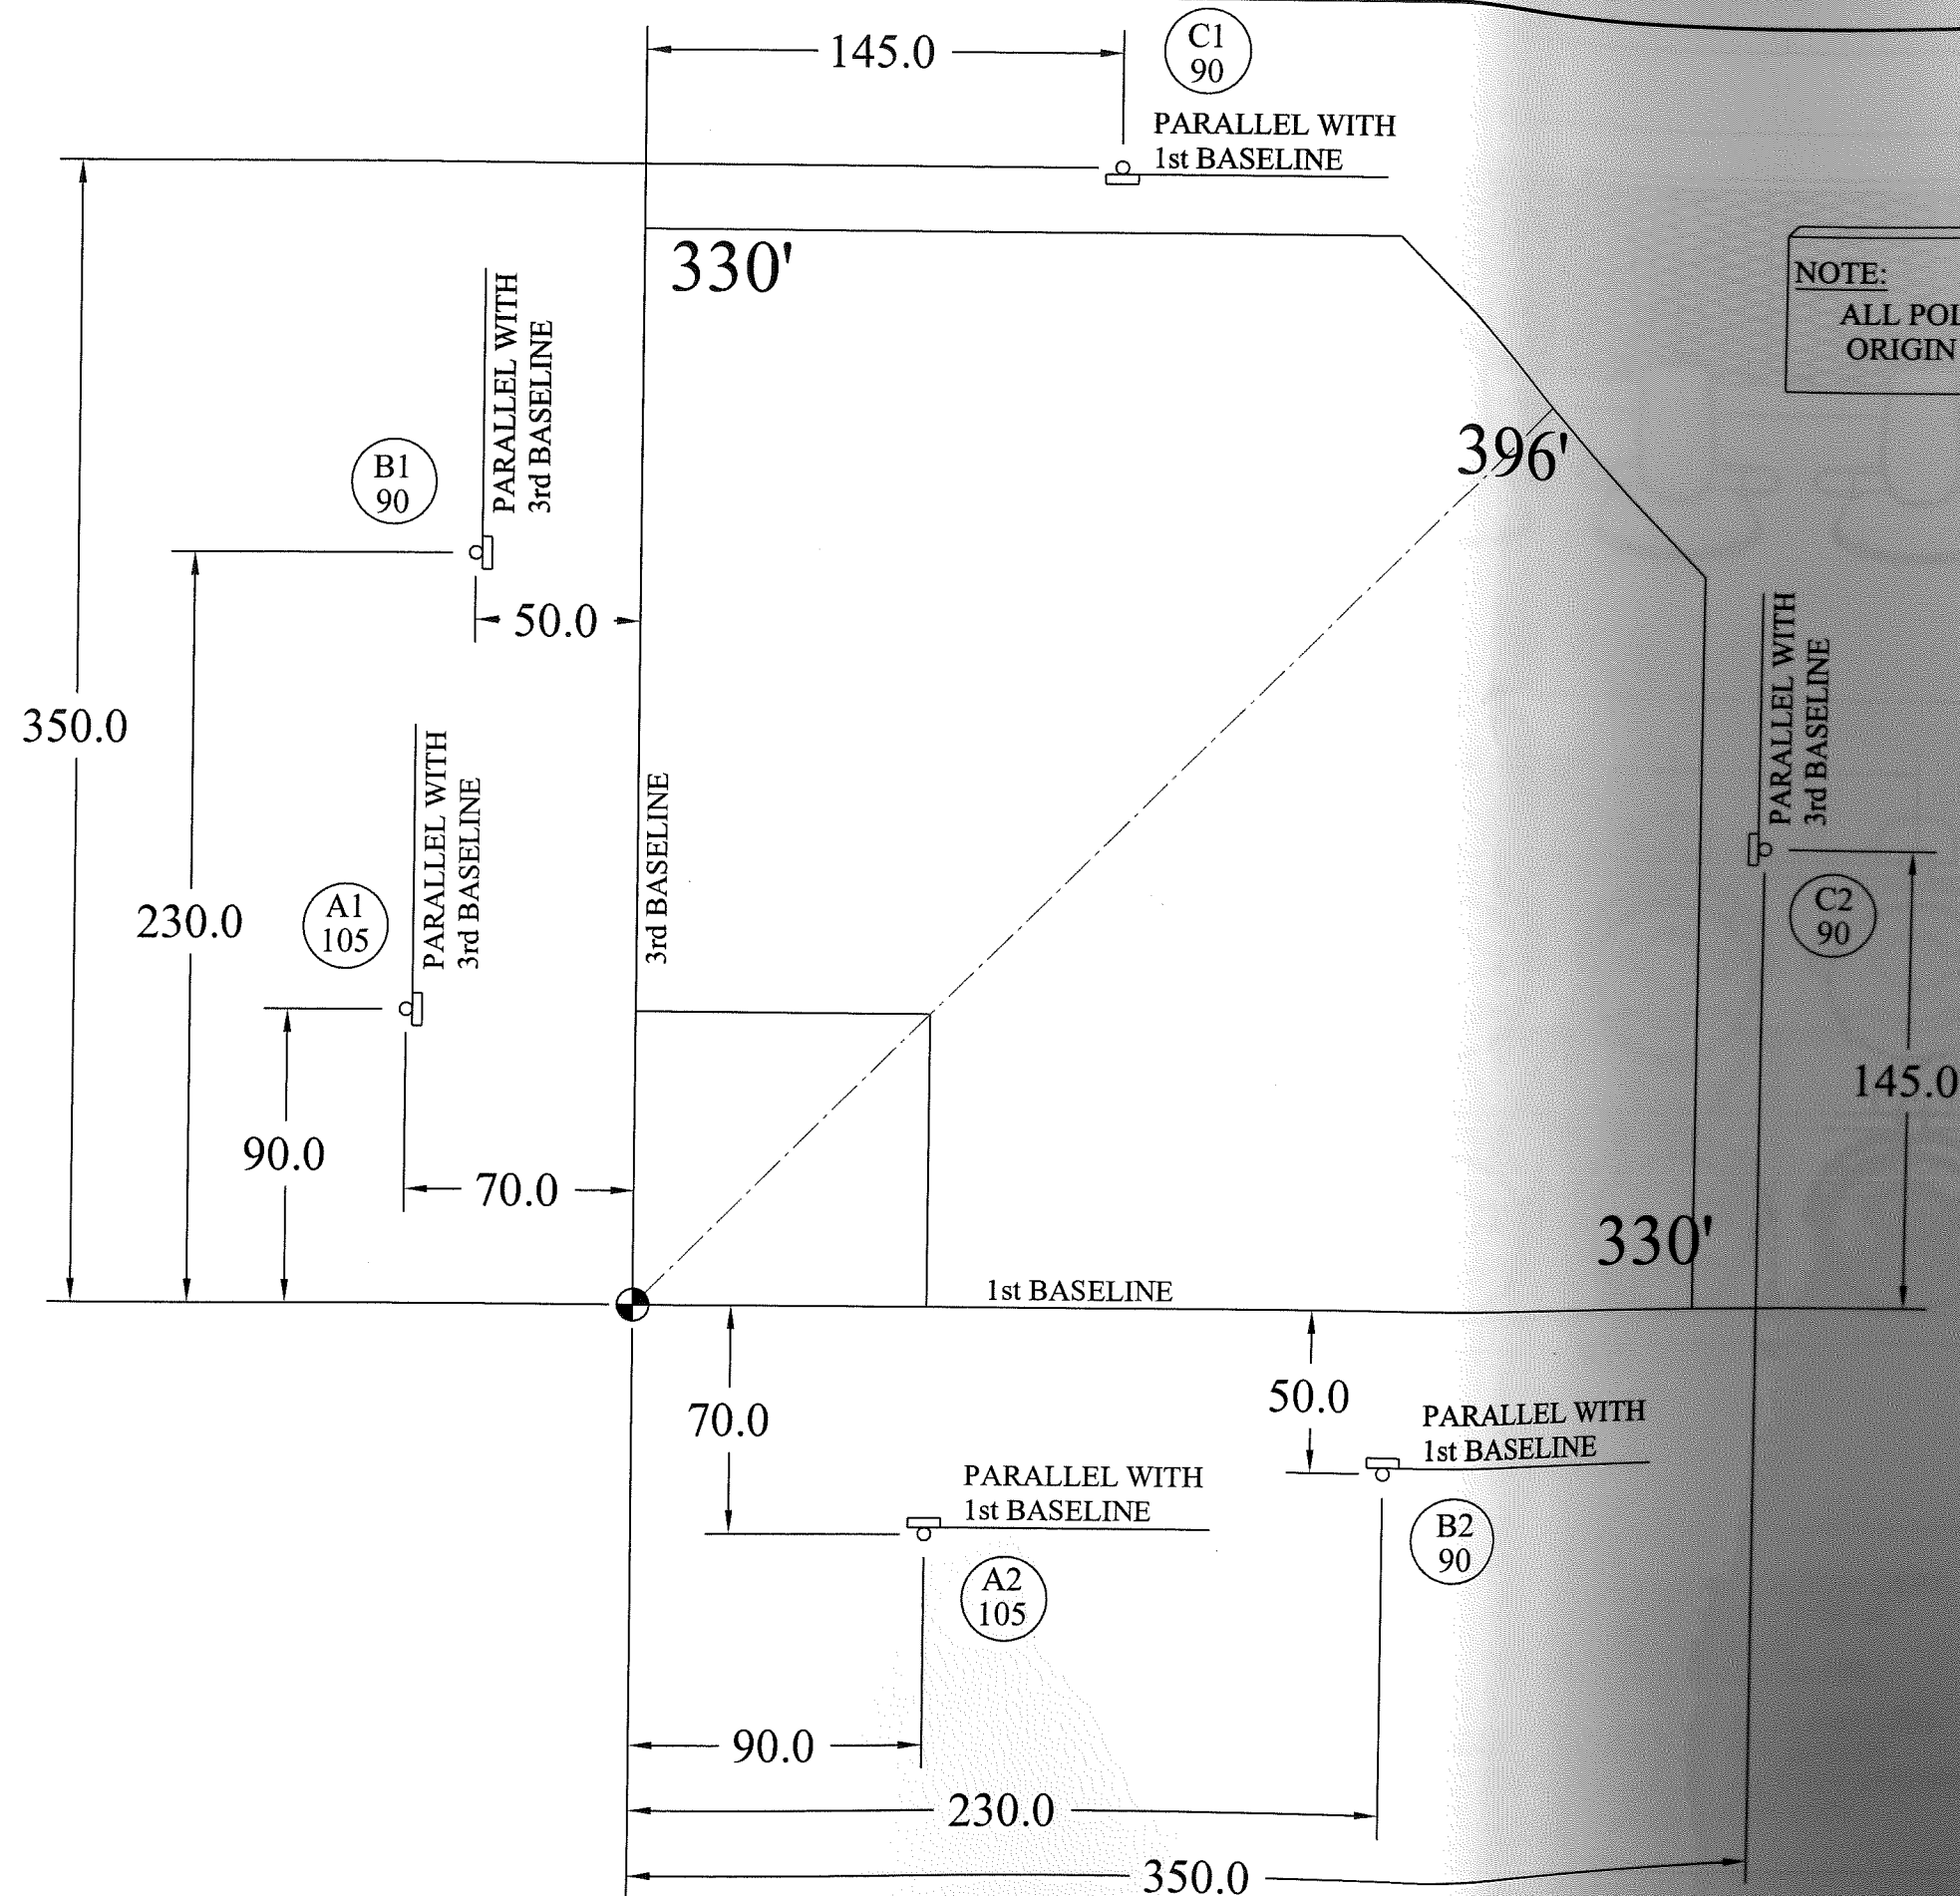 145.0
C1
90
PARALLEL WITH
1st BASELINE
330'
NOTE:
ALL
ORIGIN
396'
PARALLEL WITH
3rd BASELINE
B1
90
50.0
350.0
230.0
PARALLEL WITH
3rd BASELINE
A1
105
3rd BASELINE
PARALLEL WITH
3rd BASELINE
C2
90
145.0
90.0
70.0
330'
1st BASELINE
70.0
50.0
PARALLEL WITH
1st BASELINE
PARALLEL WITH
1st BASELINE
B2
90
A2
105
90.0
230.0
350.0